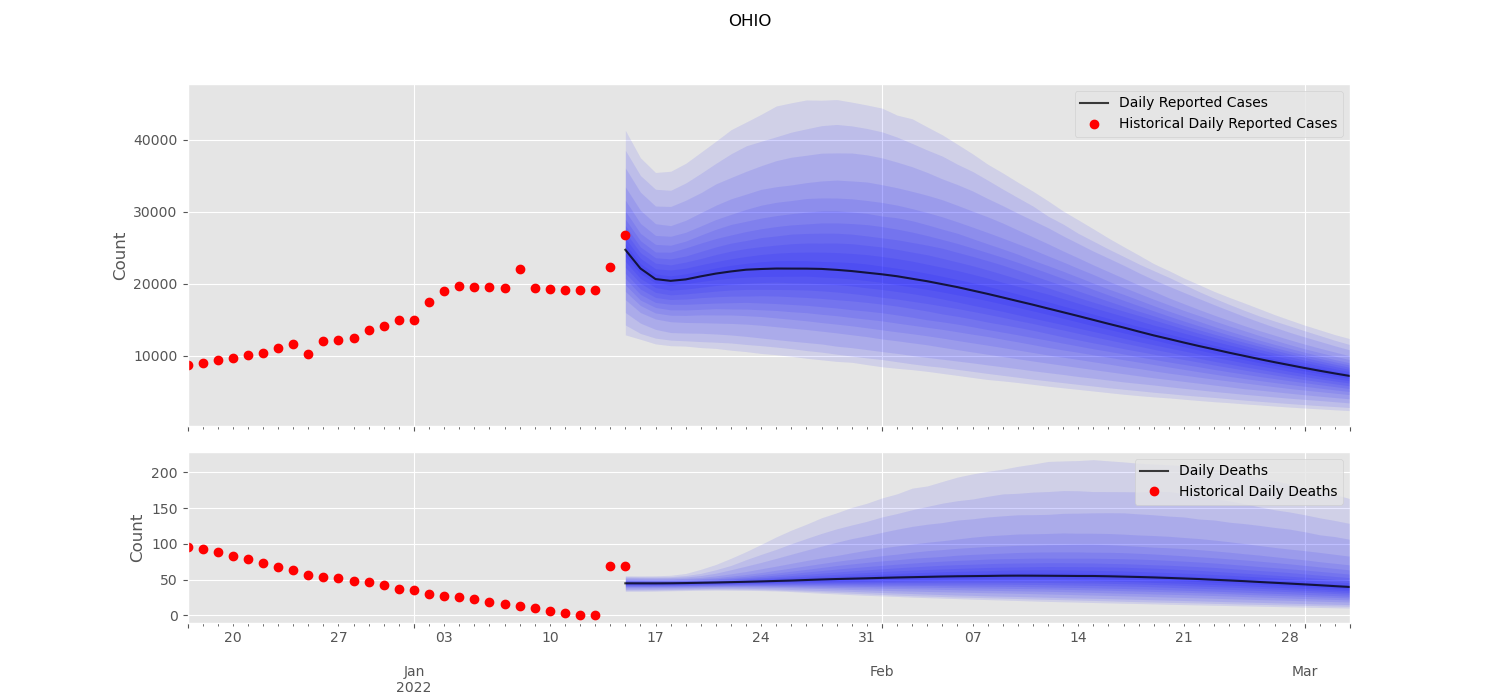 OHIO
Count
40000
30000
20000
10000
Daily Reported Cases
Historical Daily Reported Cases
Count
200
150
100
50
0
Daily Deaths
Historical Daily Deaths
20 27 03 10 17 24 31 07 14 21 28
Jan Feb Mar
2022